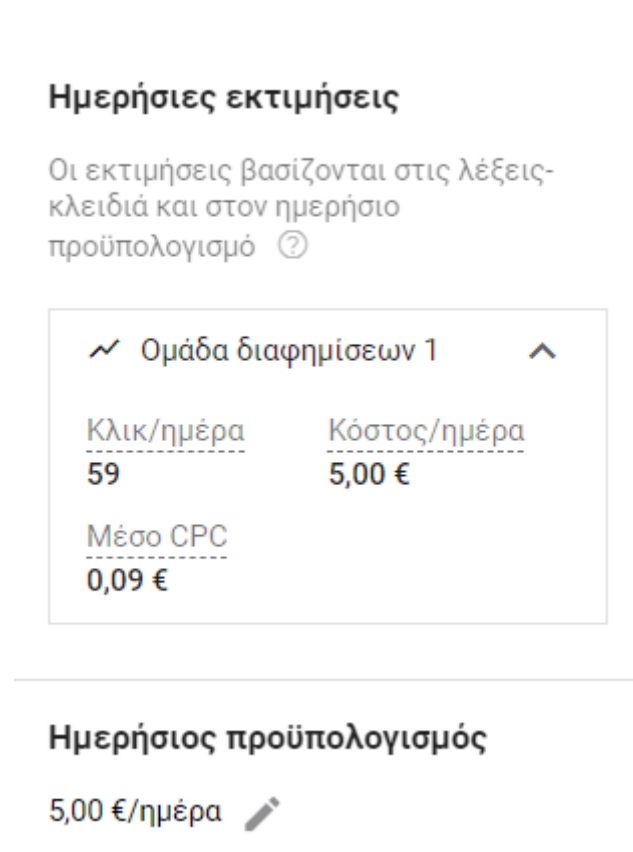 Ημερήσιες εκτιμήσεις
Οι εκτιμήσεις βασίζονται στις λέξεις-
κλειδιά και στον ημερήσιο
προϋπολογισμό ?
Ομάδα διαφημίσεων 1
Κλικ/ημέρα Κόστος/ημέρα
59 5,00 €
Μέσο CPC
0,09 €
Ημερήσιος προϋπολογισμός
5,00 €/ημέρα